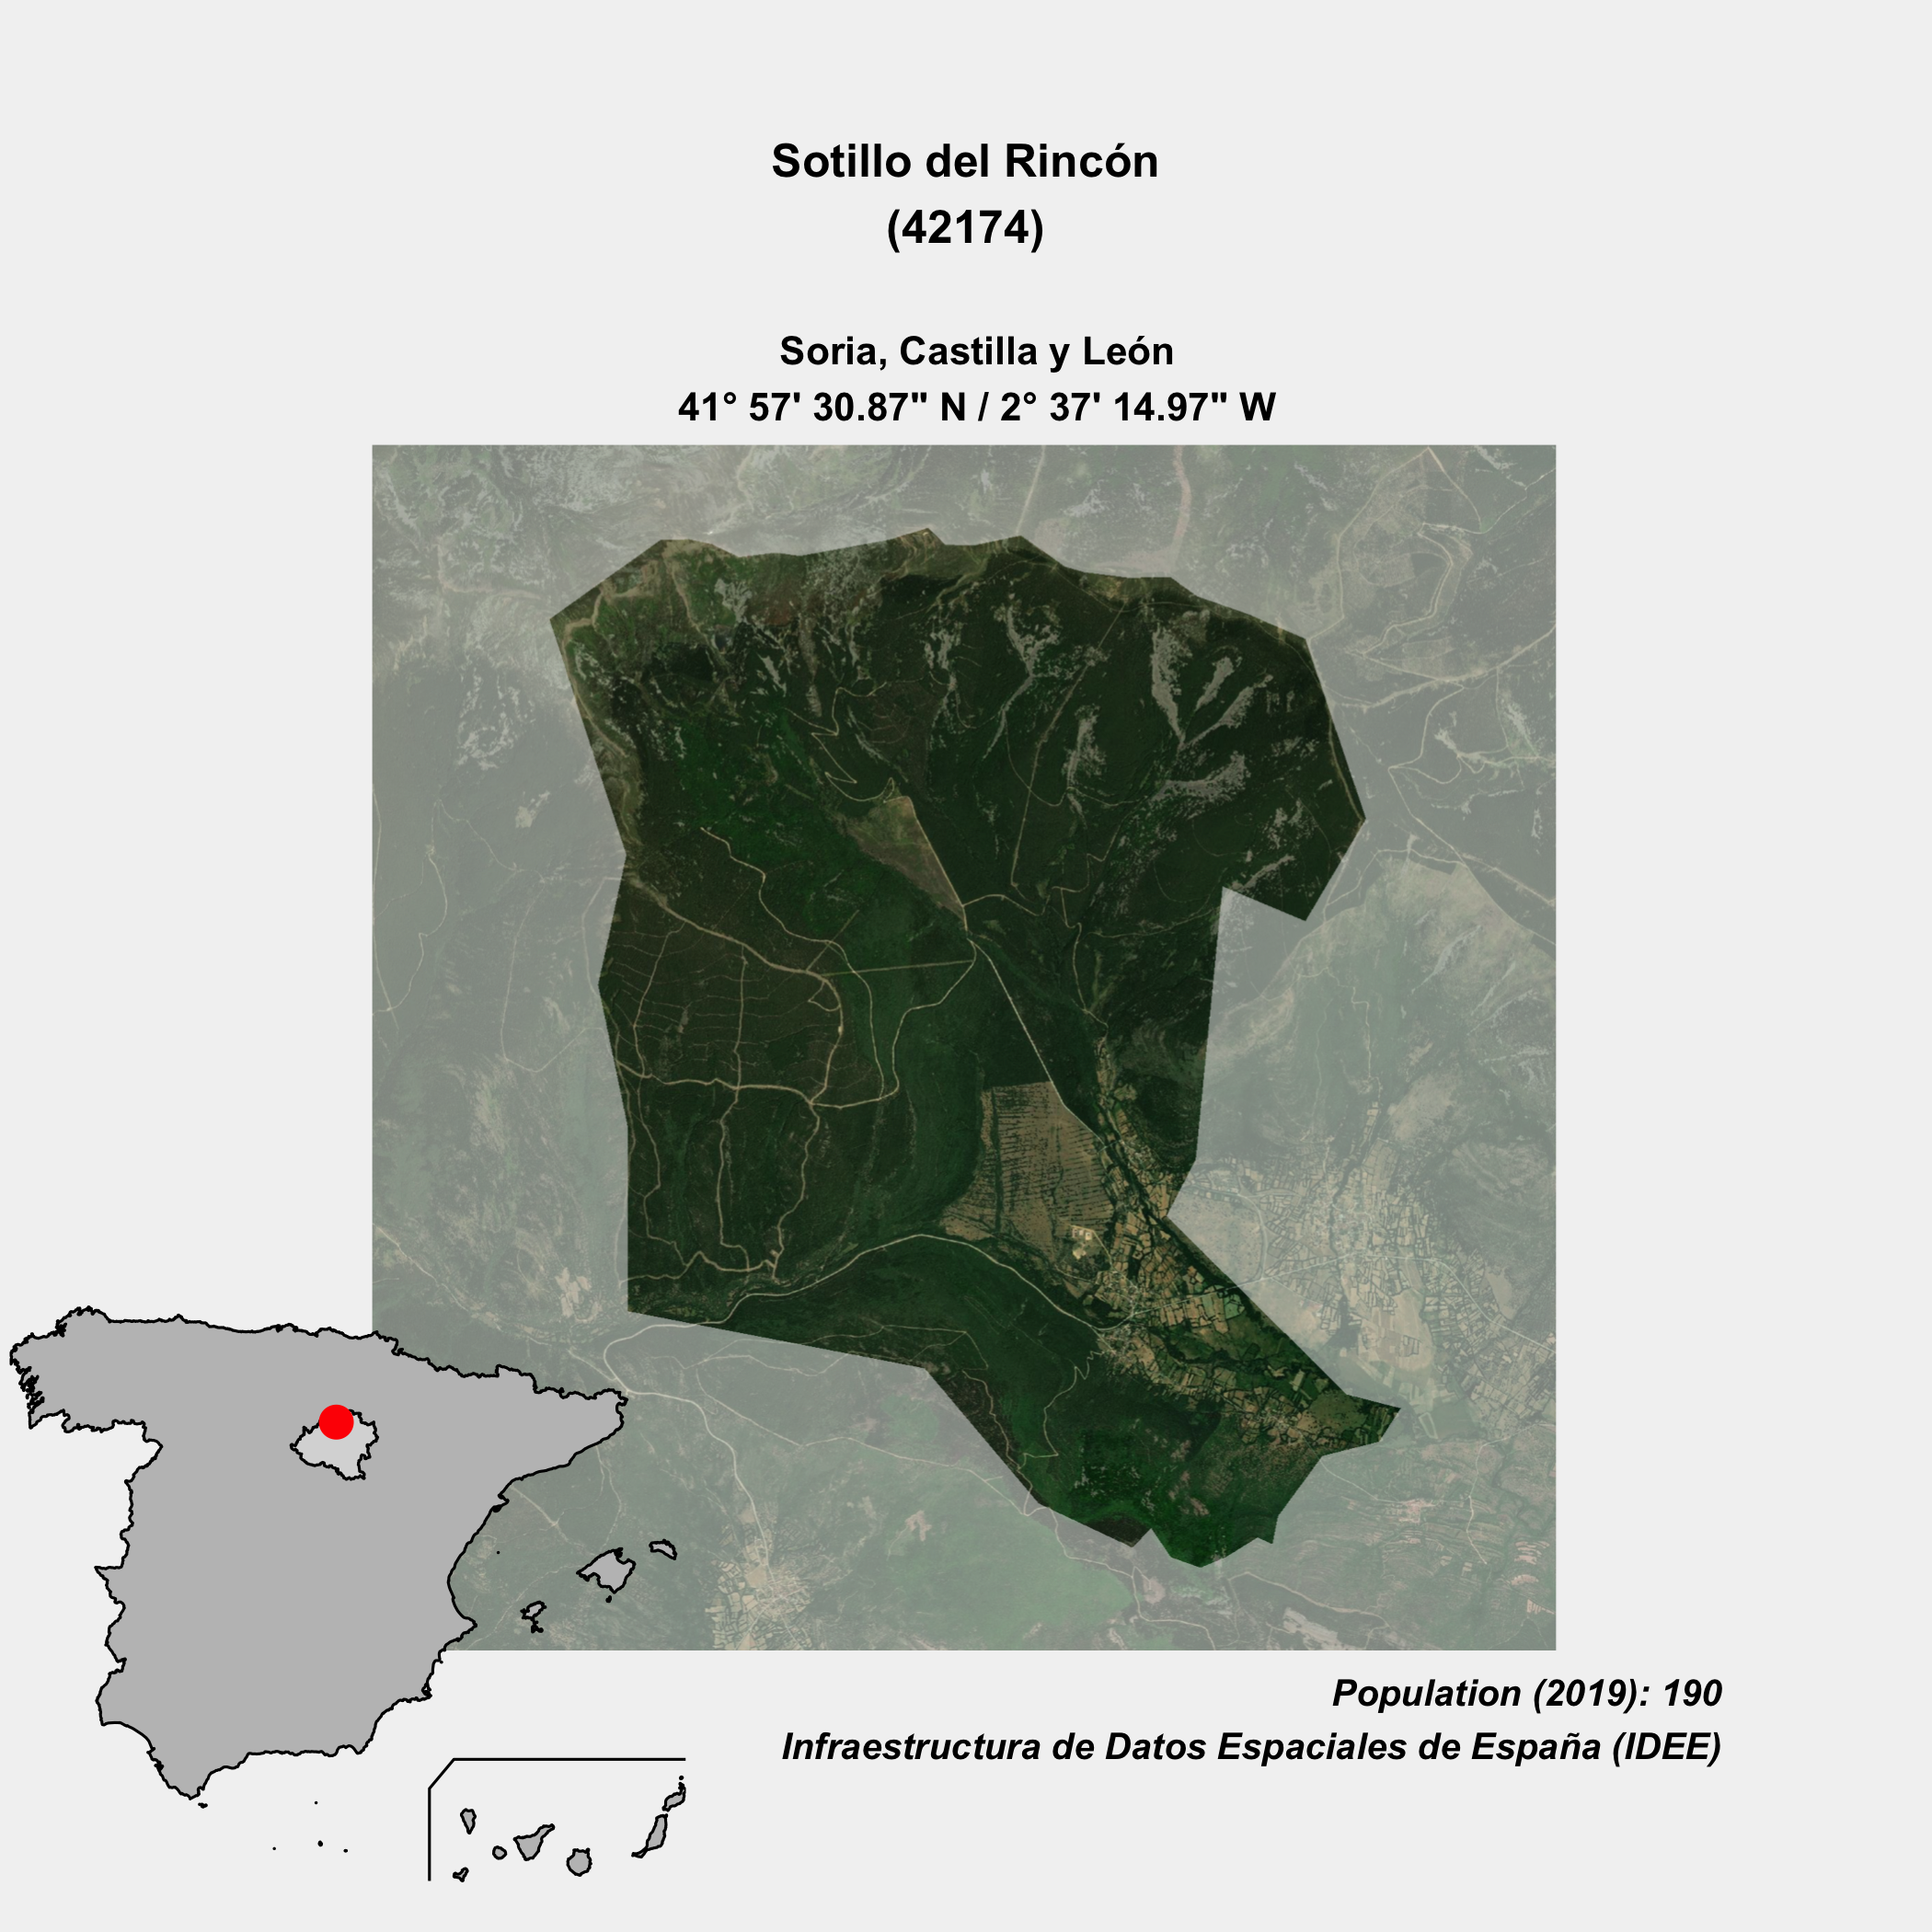 Sotillo del Rincón
(42174)
Soria, Castilla y León
41° 57' 30.87" N / 2° 37' 14.97" W
Population (2019): 190
Infraestructura de Datos Espaciales de España (IDEE)